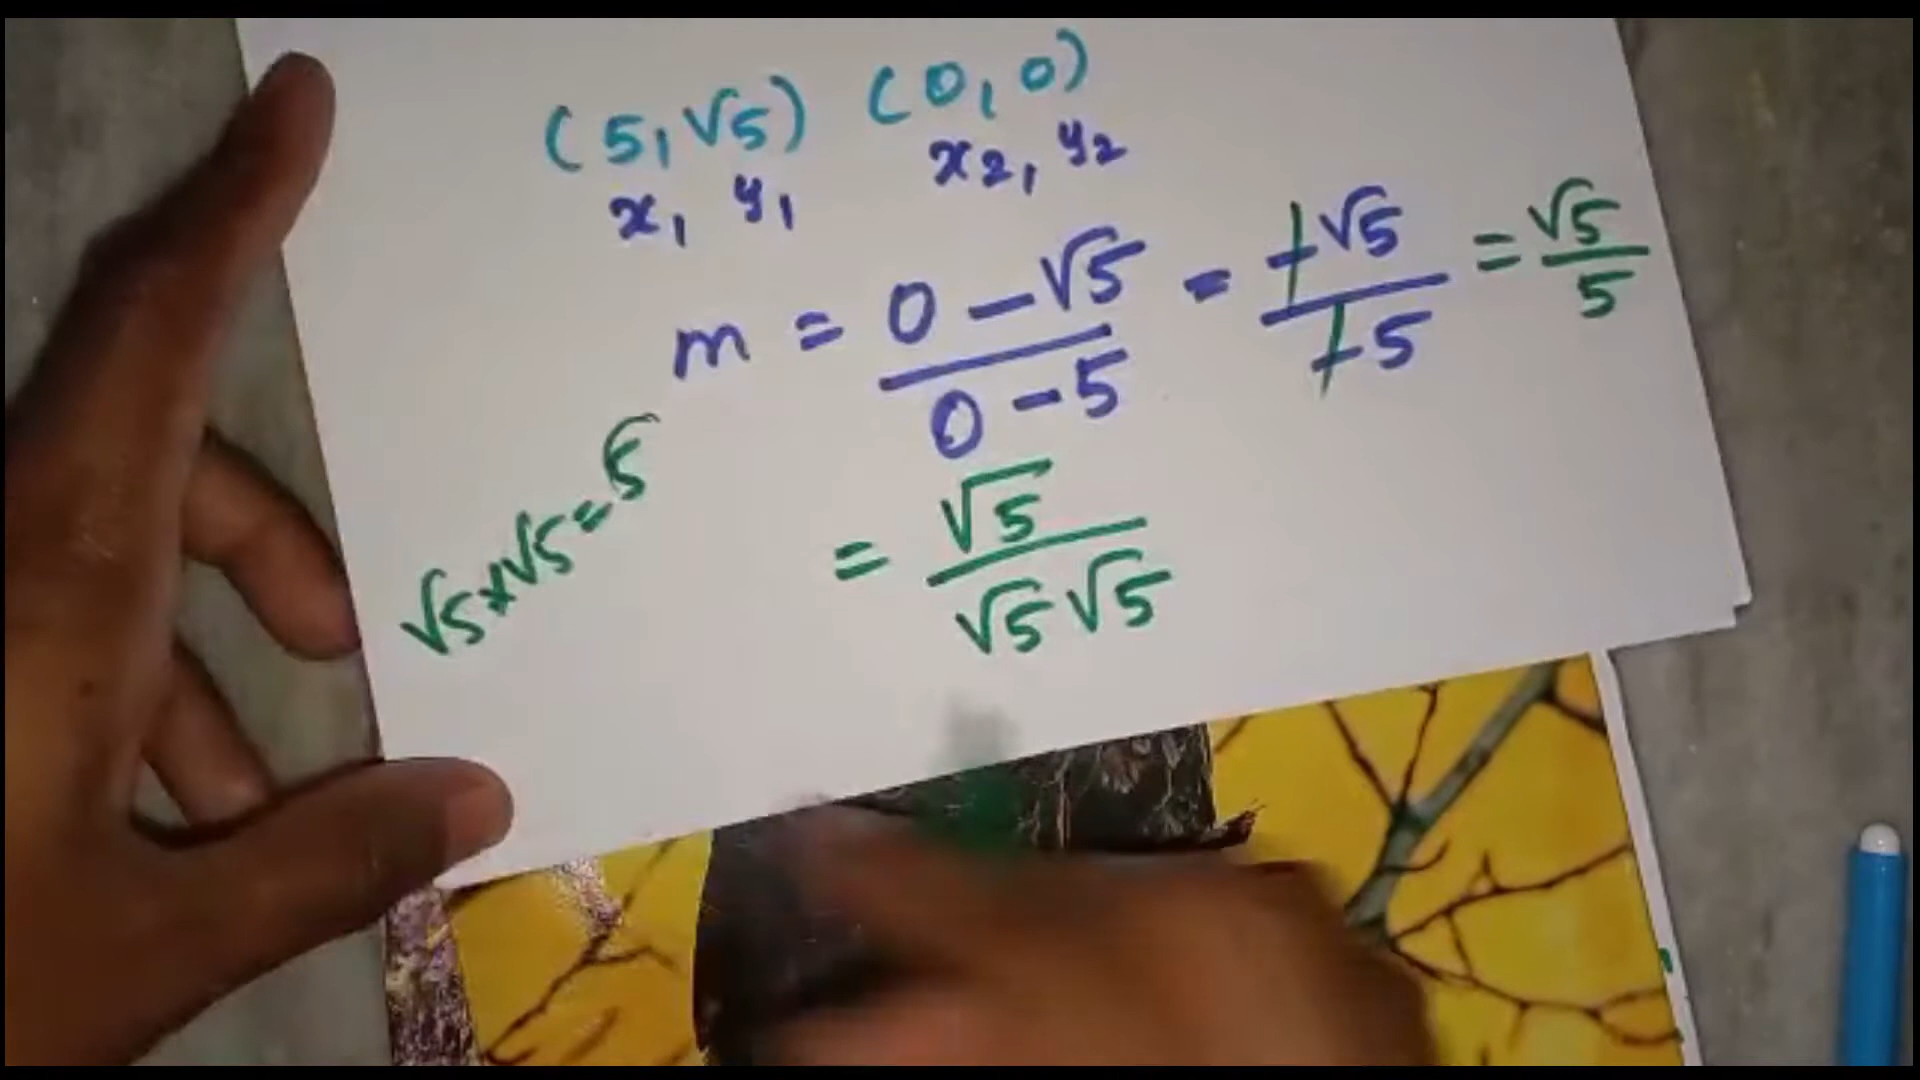 (5, √5) (0, 0)
x₁ y₁ x₂, y₂
m = (0 - √5)/(0 - 5) = (-√5)/(-5) = √5/5
= √5/(√5 √5)
√5 × √5 = 5